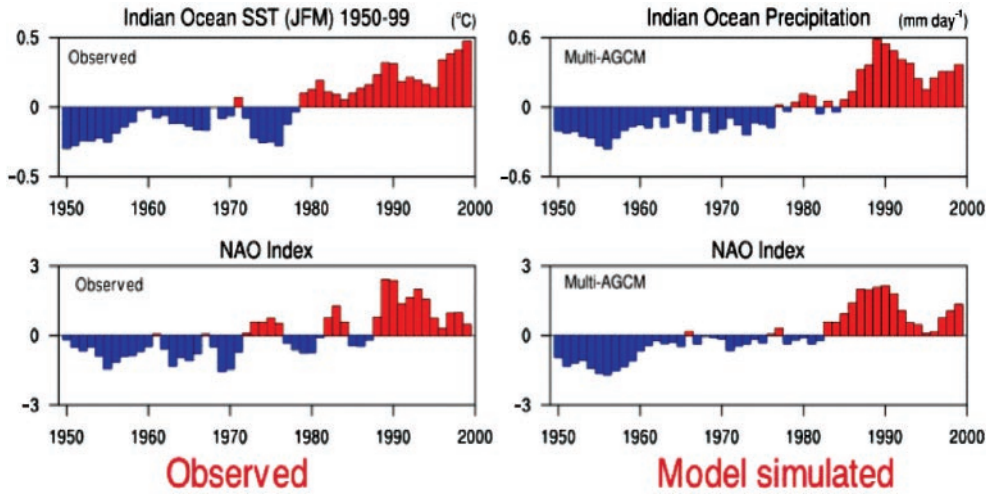 Indian Ocean SST (JFM) 1950-99 (°C)
0.5
Observed
0
−0.5
1950 1960 1970 1980 1990 2000
Indian Ocean Precipitation (mm day⁻¹)
0.6
Multi-AGCM
0
−0.6
1950 1960 1970 1980 1990 2000
NAO Index
3
Observed
0
−3
1950 1960 1970 1980 1990 2000
Observed
NAO Index
3
Multi-AGCM
0
−3
1950 1960 1970 1980 1990 2000
Model simulated